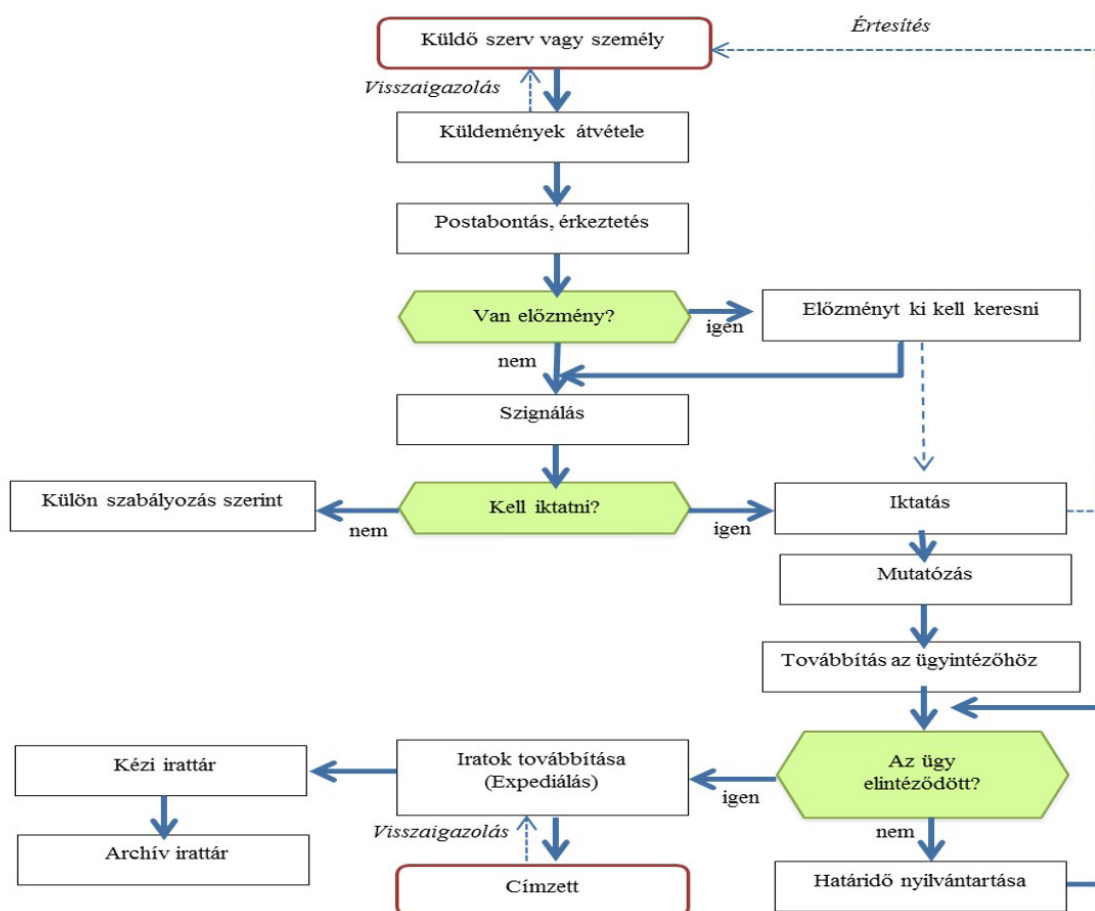 Küldő szerv vagy személy
Értesítés
Visszaigazolás
Küldemények átvétele
Postabontás, érkeztetés
Van előzmény?
igen
Előzményt ki kell keresni
nem
Szignálás
Külön szabályozás szerint
nem
Kell iktatni?
igen
Iktatás
Mutatózás
Továbbítás az ügyintézőhöz
Kézi irattár
Iratok továbbítása
(Expediálás)
igen
Az ügy
elintéződött?
nem
Visszaigazolás
Archív irattár
Címzett
Határidő nyilvántartása